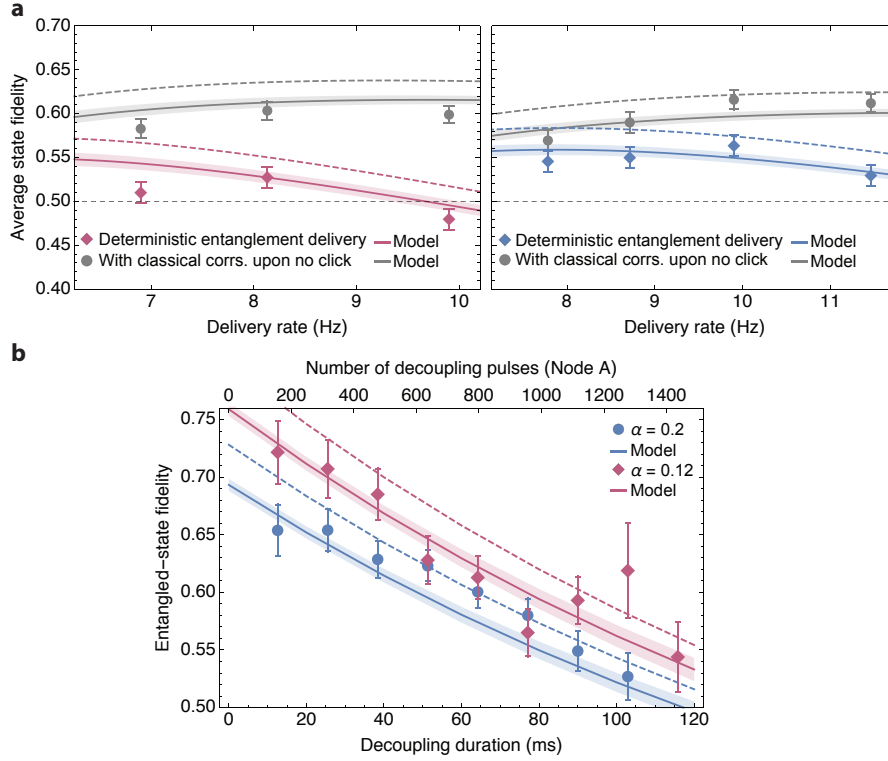 a
Average state fidelity
0.70
0.65
0.60
0.55
0.50
0.45
0.40
Deterministic entanglement delivery
Model
With classical corrs. upon no click
Model
7
8
9
10
Delivery rate (Hz)
Deterministic entanglement delivery
Model
With classical corrs. upon no click
Model
8
9
10
11
Delivery rate (Hz)
b
Number of decoupling pulses (Node A)
0
200
400
600
800
1000
1200
1400
Entangled-state fidelity
0.75
0.70
0.65
0.60
0.55
0.50
α = 0.2
Model
α = 0.12
Model
0
20
40
60
80
100
120
Decoupling duration (ms)